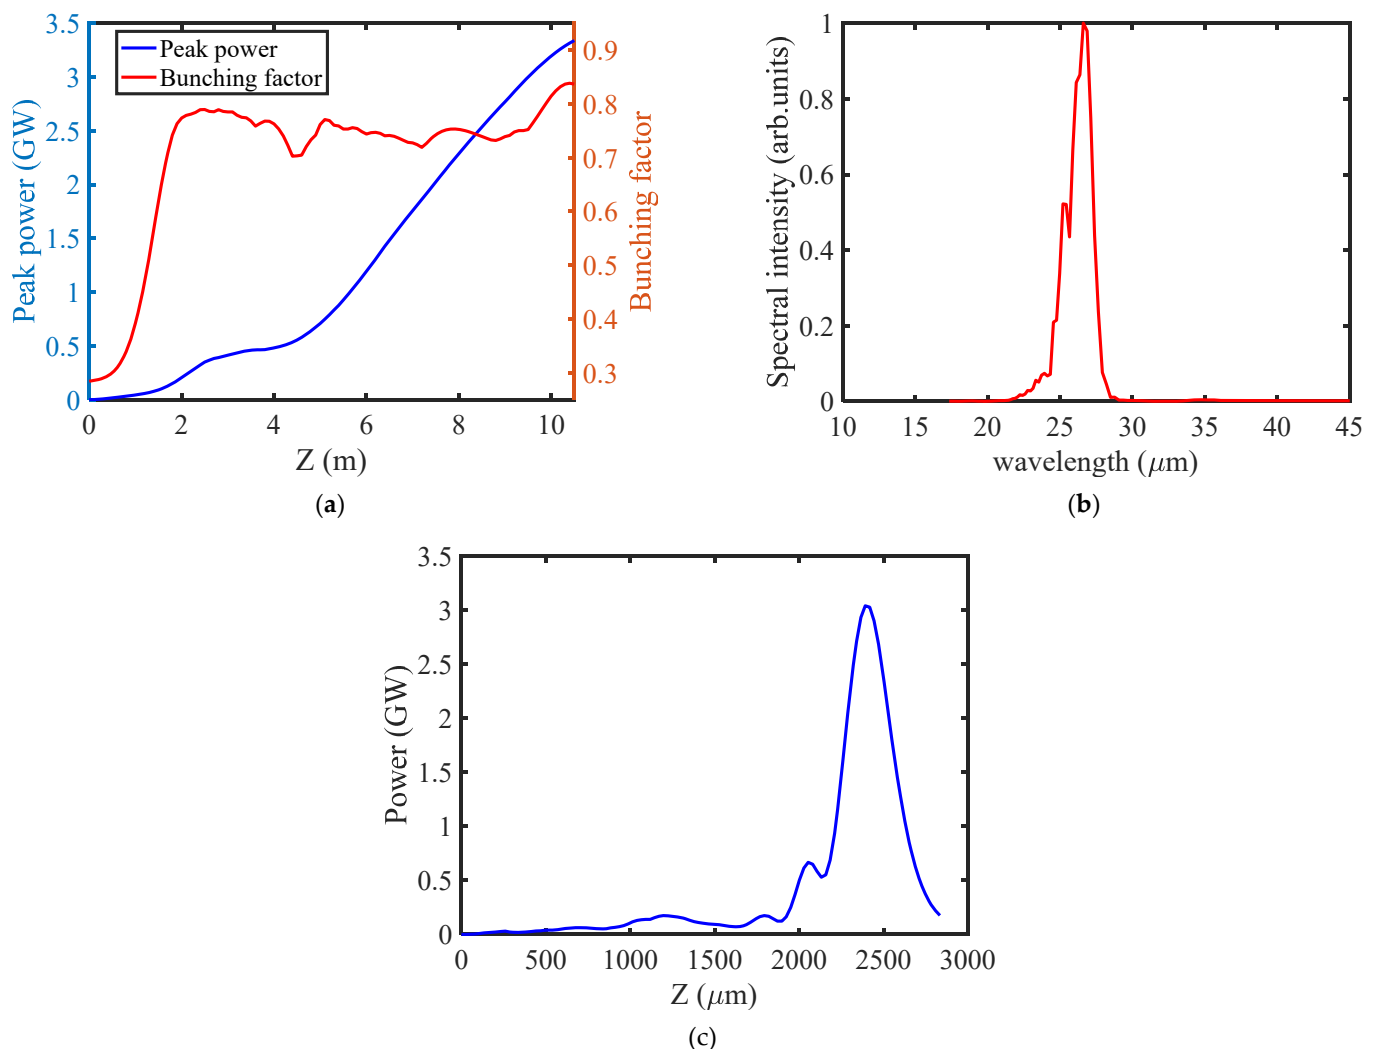 3.5
3
2.5
2
1.5
1
0.5
0
Peak power (GW)
Peak power
Bunching factor
0.9
0.8
0.7
0.6
0.5
0.4
0.3
Bunching factor
0 2 4 6 8 10
Z (m)
(a)
1
0.8
0.6
0.4
0.2
0
Spectral intensity (arb.units)
10 15 20 25 30 35 40 45
wavelength (μm)
(b)
3.5
3
2.5
2
1.5
1
0.5
0
Power (GW)
0 500 1000 1500 2000 2500 3000
Z (μm)
(c)